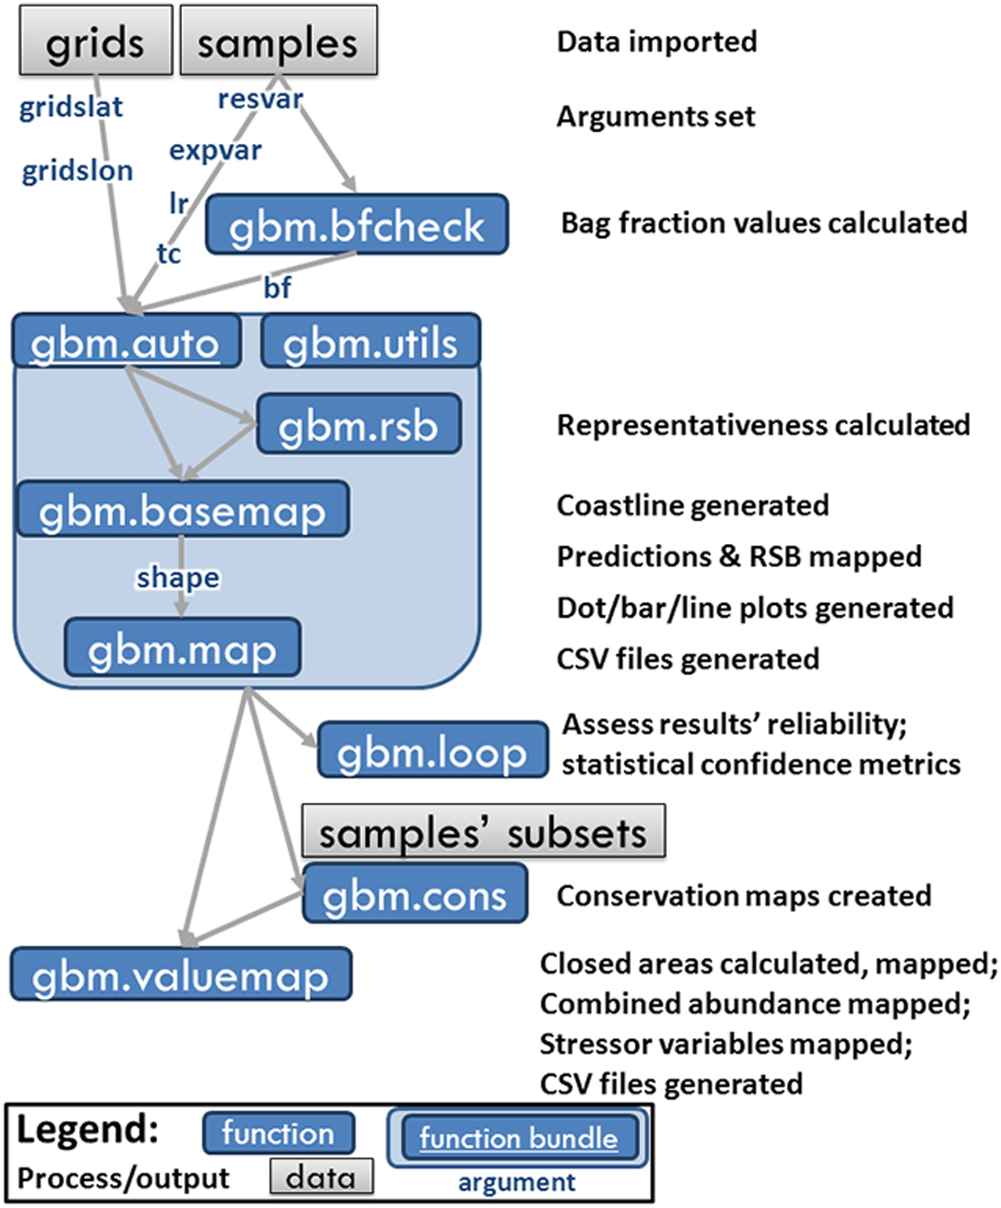 grids samples Data imported
gridslat resvar Arguments set
expvar
gridslon
lr
gbm.bfcheck Bag fraction values calculated
tc
bf
gbm.auto gbm.utils
gbm.rsb Representativeness calculated
gbm.basemap Coastline generated
Predictions & RSB mapped
shape
Dot/bar/line plots generated
gbm.map CSV files generated
Assess results’ reliability;
gbm.loop statistical confidence metrics
samples’ subsets
gbm.cons Conservation maps created
gbm.valuemap Closed areas calculated, mapped;
Combined abundance mapped;
Stressor variables mapped;
CSV files generated
Legend: function function bundle
Process/output data argument